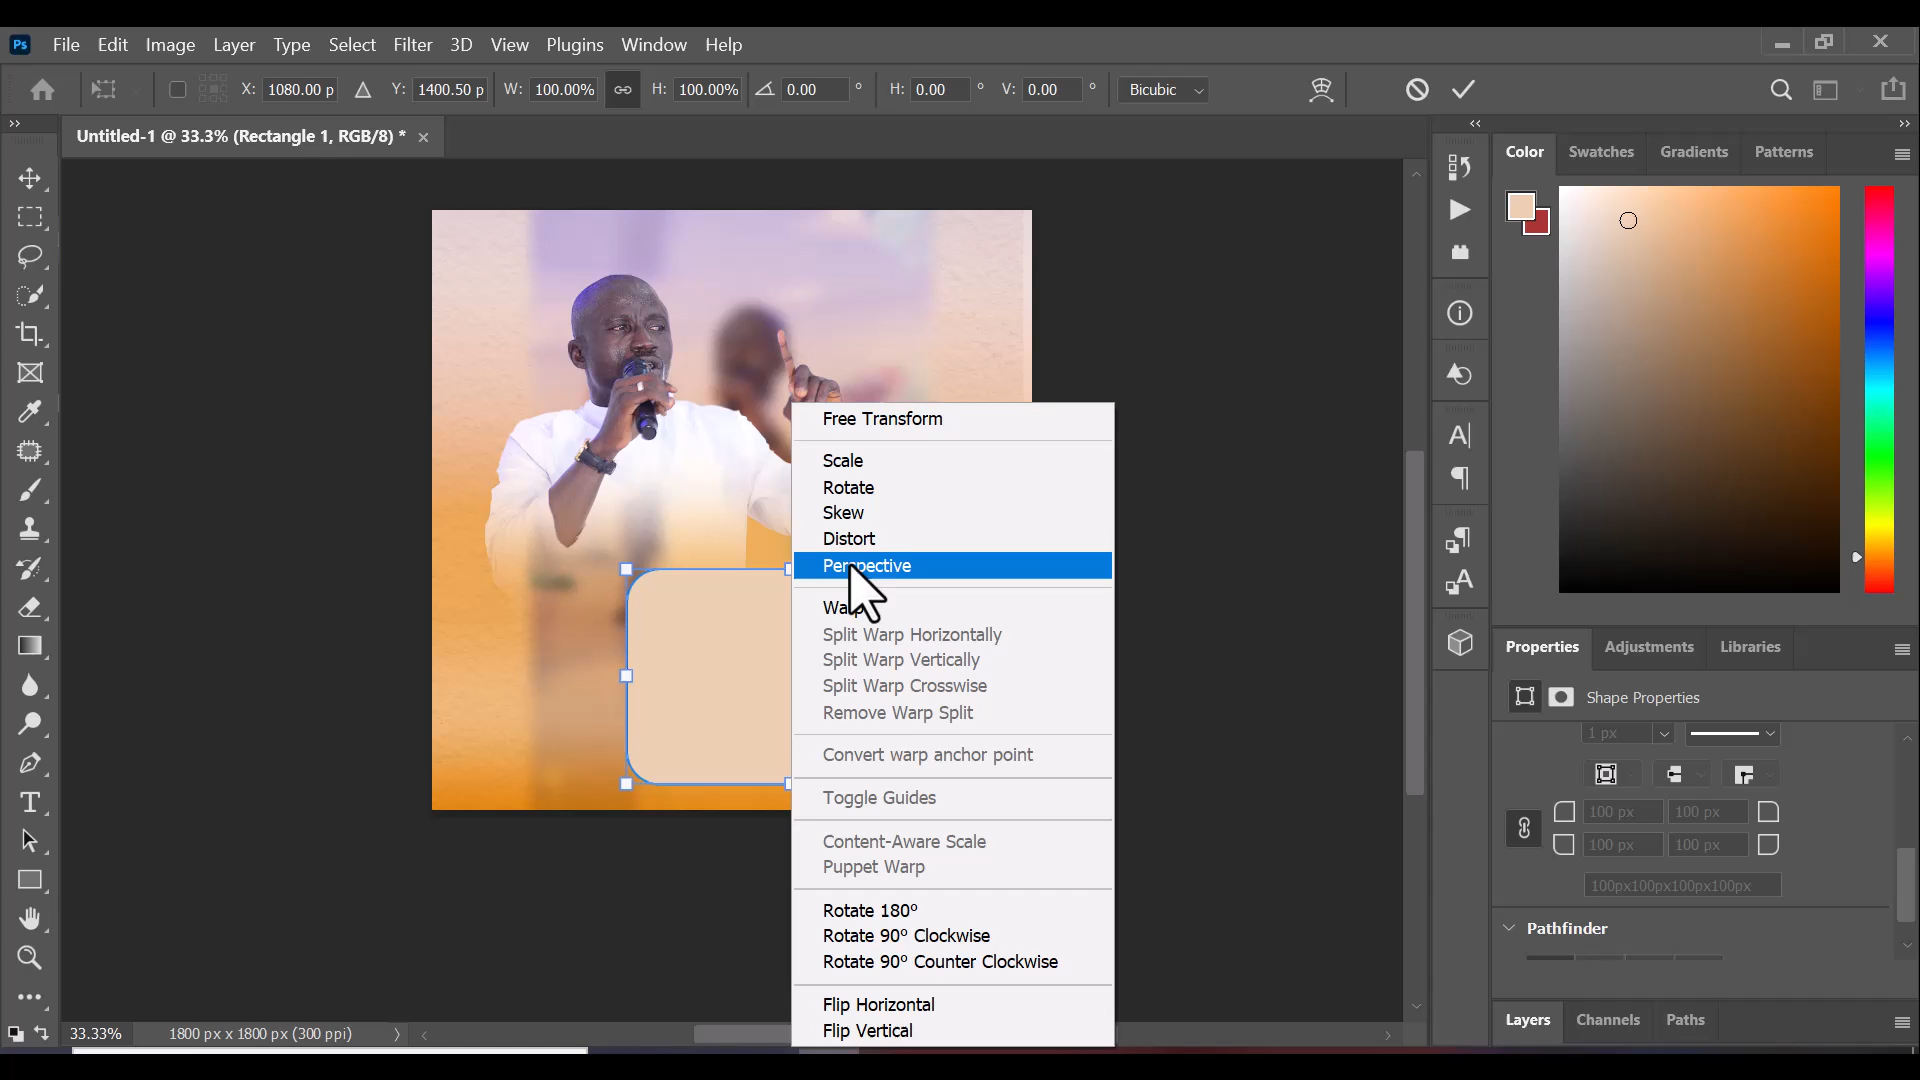 Ps File Edit Image Layer Type Select Filter 3D View Plugins Window Help
X: 1080.00 p Y: 1400.50 p W: 100.00% H: 100.00% 0.00 ° H: 0.00 ° V: 0.00 ° Bicubic
Untitled-1 @ 33.3% (Rectangle 1, RGB/8) *
Color Swatches Gradients Patterns
Free Transform
Scale
Rotate
Skew
Distort
Perspective
Warp
Split Warp Horizontally
Split Warp Vertically
Split Warp Crosswise
Remove Warp Split
Convert warp anchor point
Toggle Guides
Content-Aware Scale
Puppet Warp
Rotate 180°
Rotate 90° Clockwise
Rotate 90° Counter Clockwise
Flip Horizontal
Flip Vertical
Properties Adjustments Libraries
Shape Properties
1 px
100 px 100 px
100 px 100 px
100px100px100px100px
Pathfinder
Layers Channels Paths
33.33% 1800 px x 1800 px (300 ppi)